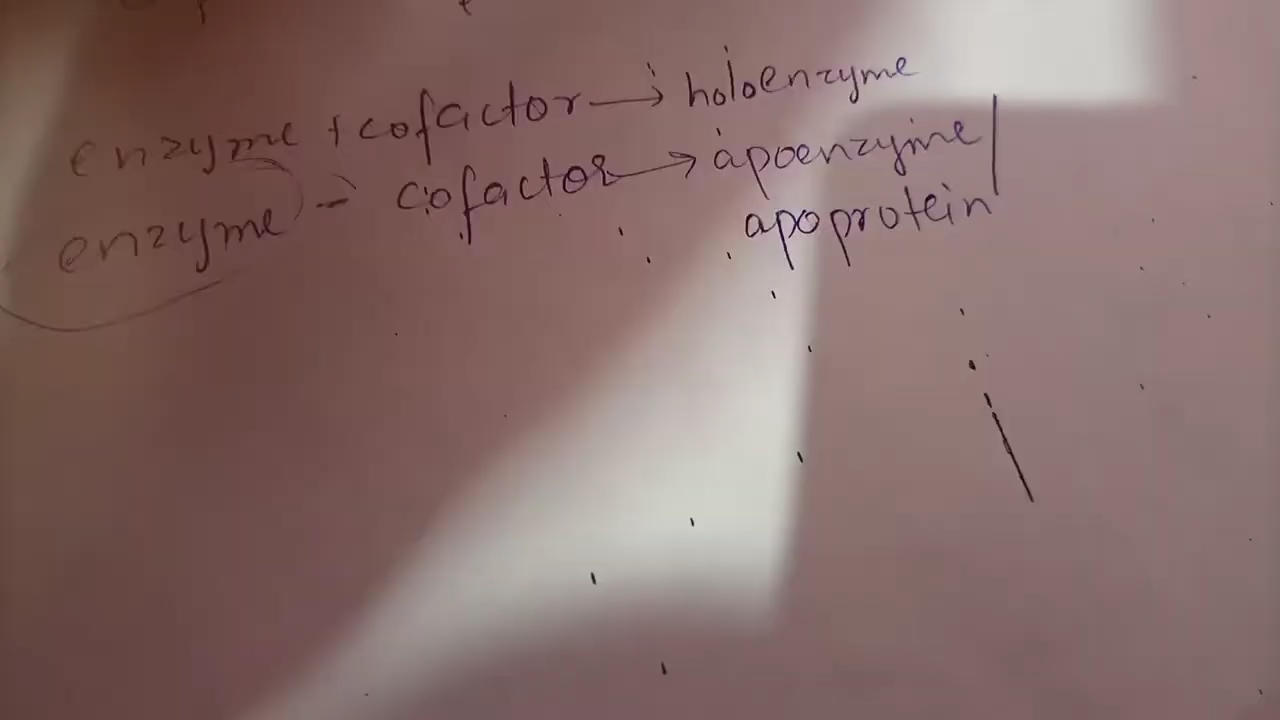 enzyme + cofactor → holoenzyme
enzyme - cofactor → apoenzyme/
apoprotein